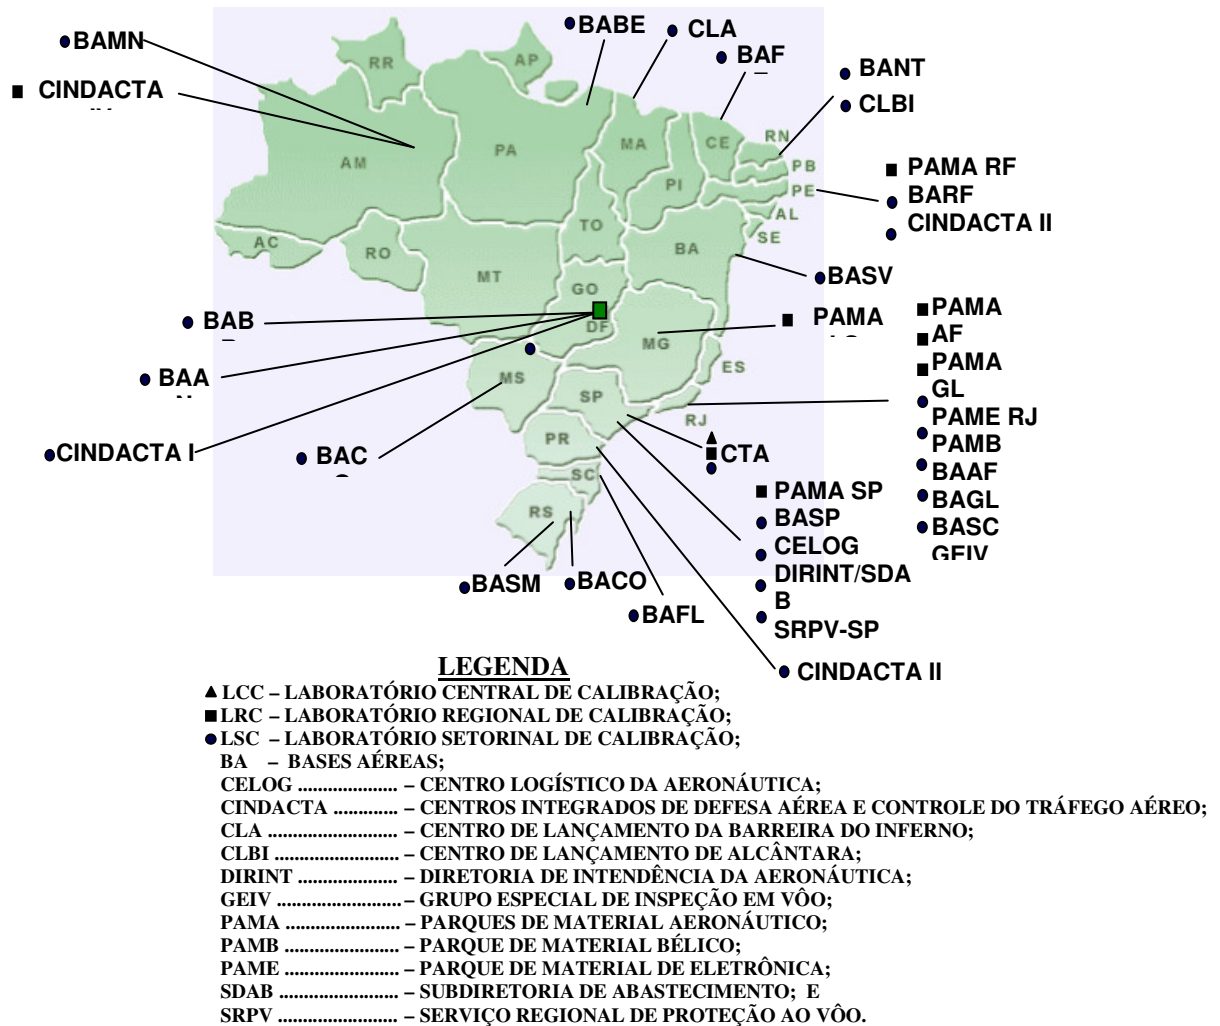 BABE
CLA
BAMN
BAF
RR
AP
BANT
CINDACTA
CLBI
RN
AM
PA
MA
CE
PB
PAMA RF
PI
PE
BARF
AL
CINDACTA II
AC
RO
TO
BA
SE
MT
BASV
GO
PAMA
BAB
PAMA
DF
AF
MG
PAMA
ES
BAA
MS
GL
SP
RJ
PAME RJ
PR
PAMB
CINDACTA I
BAC
CTA
SC
BAAF
PAMA SP
BAGL
RS
BASP
BASC
CELOG
GEIV
BASM
BACO
DIRINT/SDA
B
BAFL
SRPV-SP
CINDACTA II
LEGENDA
LCC – LABORATÓRIO CENTRAL DE CALIBRAÇÃO;
LRC – LABORATÓRIO REGIONAL DE CALIBRAÇÃO;
LSC – LABORATÓRIO SETORINAL DE CALIBRAÇÃO;
BA – BASES AÉREAS;
CELOG .................... – CENTRO LOGÍSTICO DA AERONÁUTICA;
CINDACTA ............. – CENTROS INTEGRADOS DE DEFESA AÉREA E CONTROLE DO TRÁFEGO AÉREO;
CLA .......................... – CENTRO DE LANÇAMENTO DA BARREIRA DO INFERNO;
CLBI ......................... – CENTRO DE LANÇAMENTO DE ALCÂNTARA;
DIRINT .................... – DIRETORIA DE INTENDÊNCIA DA AERONÁUTICA;
GEIV ......................... – GRUPO ESPECIAL DE INSPEÇÃO EM VÔO;
PAMA ....................... – PARQUES DE MATERIAL AERONÁUTICO;
PAMB ....................... – PARQUE DE MATERIAL BÉLICO;
PAME ....................... – PARQUE DE MATERIAL DE ELETRÔNICA;
SDAB ........................ – SUBDIRETORIA DE ABASTECIMENTO; E
SRPV ........................ – SERVIÇO REGIONAL DE PROTEÇÃO AO VÔO.